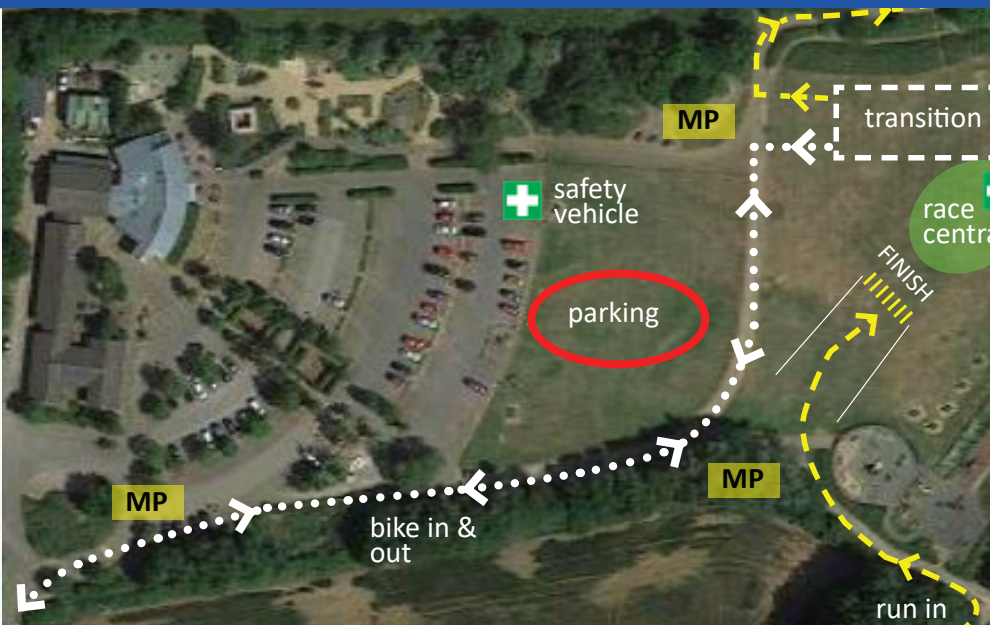 MP
transition
safety
vehicle
race
centra
FINISH
parking
MP
MP
bike in &
out
run in